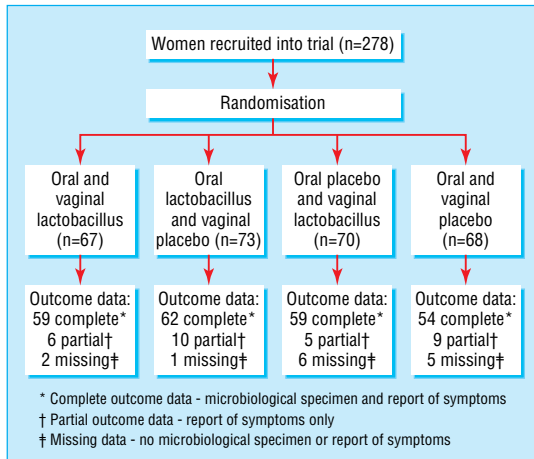 Women recruited into trial (n=278)
Randomisation
Oral and
vaginal
lactobacillus
(n=67)
Oral
lactobacillus
and vaginal
placebo (n=73)
Oral placebo
and vaginal
lactobacillus
(n=70)
Oral and
vaginal
placebo
(n=68)
Outcome data:
59 complete*
6 partial†
2 missing‡
Outcome data:
62 complete*
10 partial†
1 missing‡
Outcome data:
59 complete*
5 partial†
6 missing‡
Outcome data:
54 complete*
9 partial†
5 missing‡
* Complete outcome data - microbiological specimen and report of symptoms
† Partial outcome data - report of symptoms only
‡ Missing data - no microbiological specimen or report of symptoms